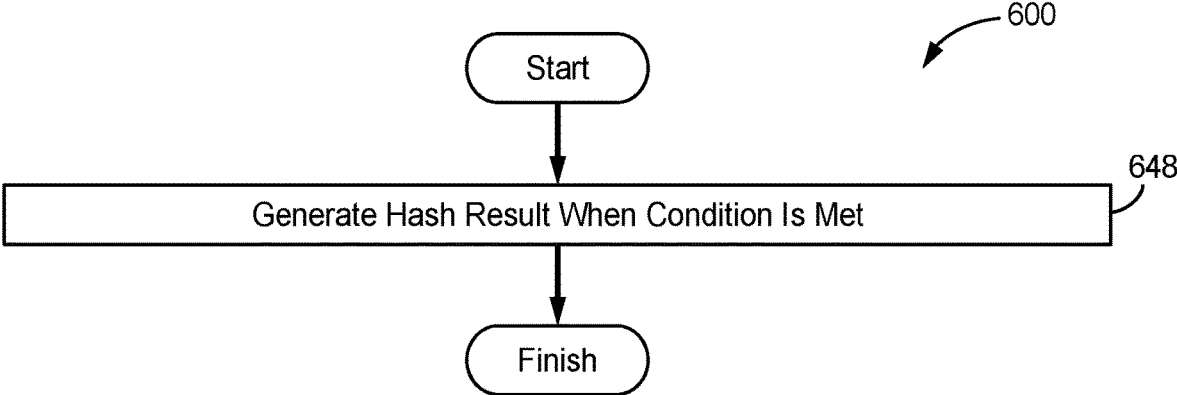 600
Start
648
Generate Hash Result When Condition Is Met
Finish